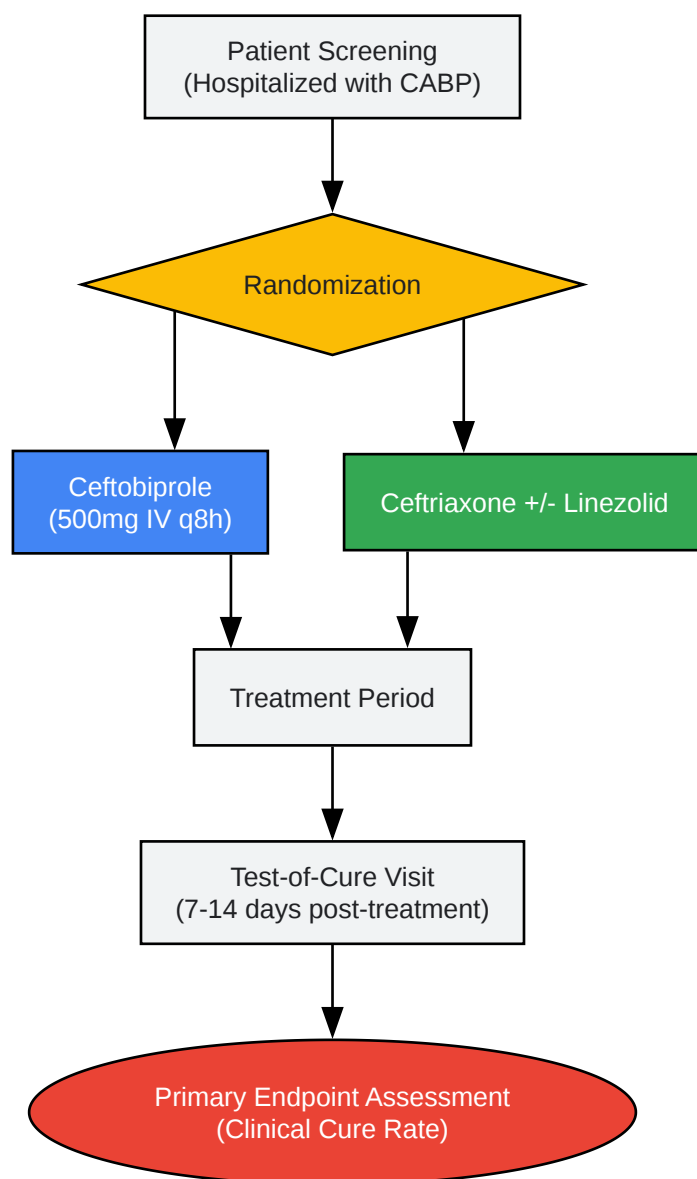 Patient Screening
(Hospitalized with CABP)
Randomization
Ceftobiprole
(500mg IV q8h)
Ceftriaxone +/- Linezolid
Treatment Period
Test-of-Cure Visit
(7-14 days post-treatment)
Primary Endpoint Assessment
(Clinical Cure Rate)